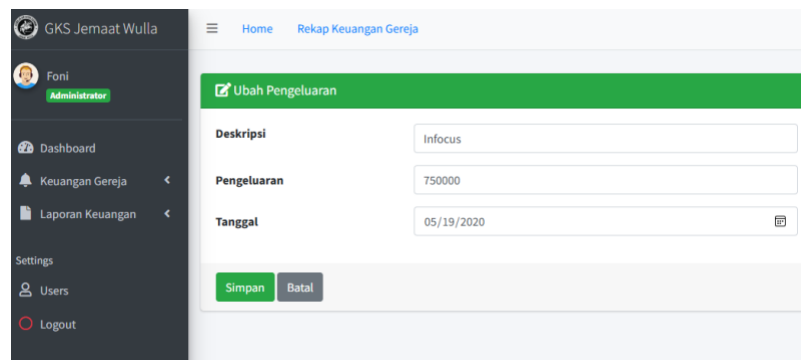 GKS Jemaat Wulla
Home Rekap Keuangan Gereja
Foni
Administrator
Dashboard
Keuangan Gereja
Laporan Keuangan
Settings
Users
Logout
Ubah Pengeluaran
Deskripsi Infocus
Pengeluaran 750000
Tanggal 05/19/2020
Simpan Batal